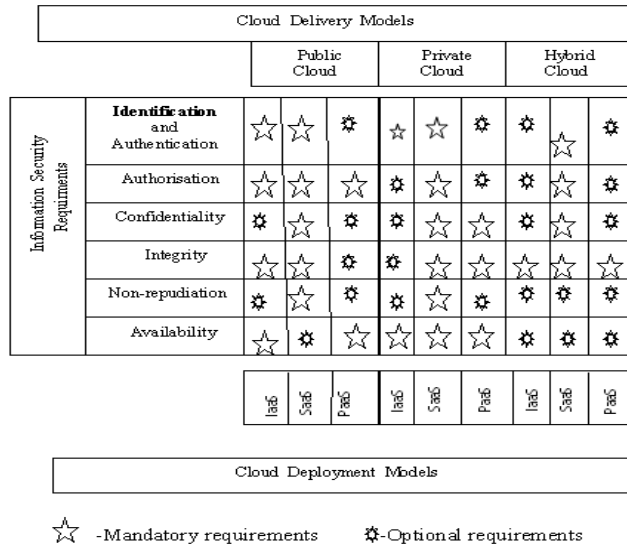 Cloud Delivery Models
Public
Cloud
Private
Cloud
Hybrid
Cloud
Information Security
Requirments
Identification
and
Authentication
Authorisation
Confidentiality
Integrity
Non-repudiation
Availability
IaaS
SaaS
PaaS
IaaS
SaaS
PaaS
IaaS
SaaS
PaaS
Cloud Deployment Models
-Mandatory requirements
-Optional requirements